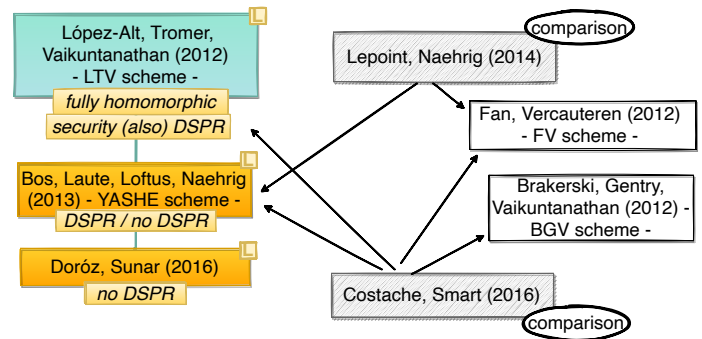 López-Alt, Tromer,
Vaikuntanathan (2012)
- LTV scheme -
L
fully homomorphic
security (also) DSPR
Bos, Laute, Loftus, Naehrig
(2013) - YASHE scheme -
L
DSPR / no DSPR
Doröz, Sunar (2016)
L
no DSPR
comparison
Lepoint, Naehrig (2014)
Fan, Vercauteren (2012)
- FV scheme -
Brakerski, Gentry,
Vaikuntanathan (2012) -
BGV scheme -
Costache, Smart (2016)
comparison